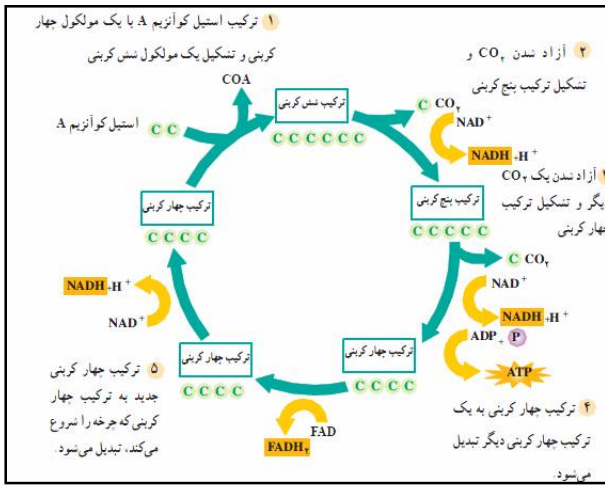 ۱ ترکیب استیل کوآنزیم A با یک مولکول چهار
کربنی و تشکیل یک مولکول شش کربنی
۲ آزاد شدن CO۲ و
تشکیل ترکیب پنج کربنی
COA
ترکیب شش کربنی
C C C C C C
C CO۲
NAD+
NADH +H+
استیل کوآنزیم A C C
آزاد شدن یک CO۲
دیگر و تشکیل ترکیب
چهار کربنی
ترکیب پنج کربنی
C C C C C
ترکیب چهار کربنی
C C C C
C CO۲
NAD+
NADH +H+
ADP + P
ATP
NADH +H+
NAD+
ترکیب چهار کربنی
C C C C
ترکیب چهار کربنی
C C C C
FAD
FADH۲
۵ ترکیب چهار کربنی
جدید به ترکیب چهار
کربنی که چرخه را شروع
می‌کند، تبدیل می‌شود.
۴ ترکیب چهار کربنی به یک
ترکیب چهار کربنی دیگر تبدیل
می‌شود.